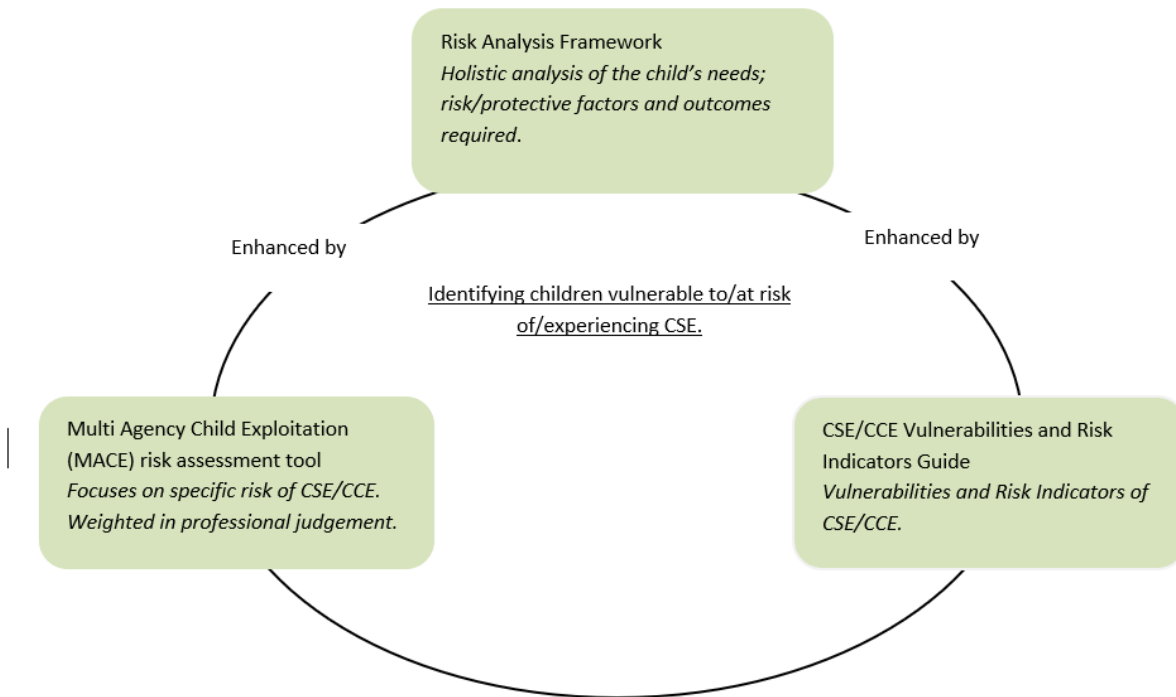 Risk Analysis Framework
Holistic analysis of the child’s needs;
risk/protective factors and outcomes
required.
Enhanced by
Enhanced by
Identifying children vulnerable to/at risk
of/experiencing CSE.
Multi Agency Child Exploitation
(MACE) risk assessment tool
Focuses on specific risk of CSE/CCE.
Weighted in professional judgement.
CSE/CCE Vulnerabilities and Risk
Indicators Guide
Vulnerabilities and Risk Indicators of
CSE/CCE.